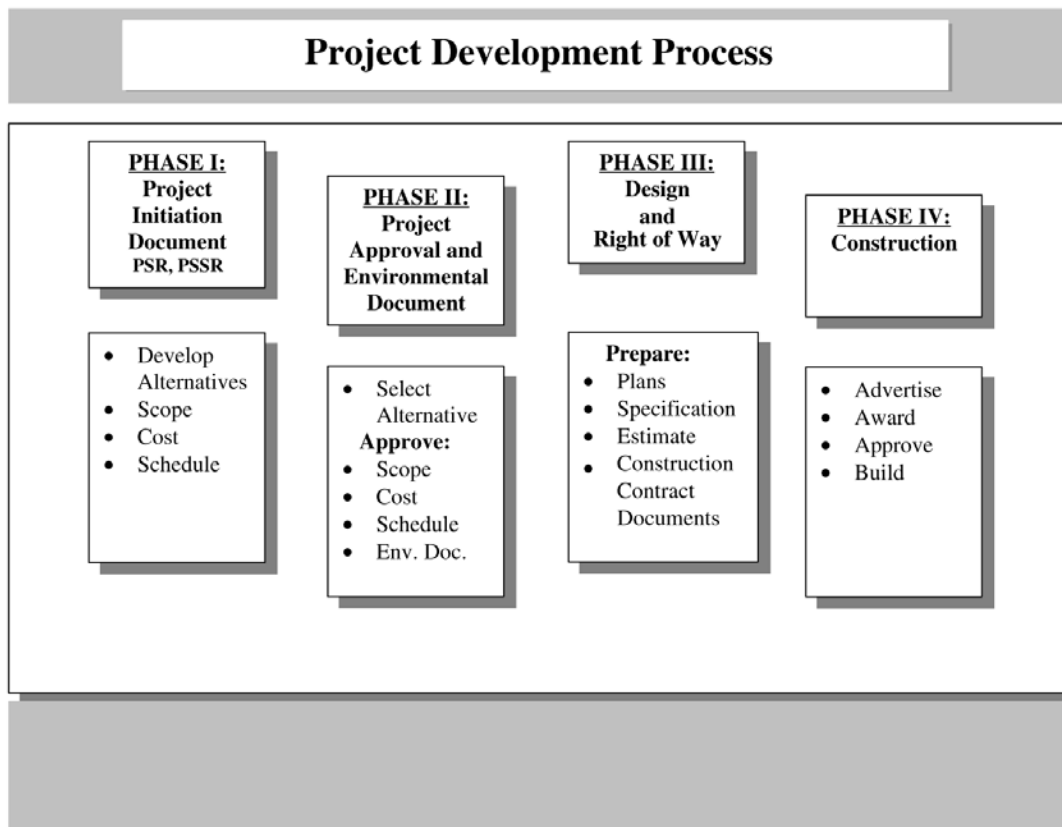 Project Development Process
PHASE I:
Project
Initiation
Document
PSR, PSSR
• Develop
Alternatives
• Scope
• Cost
• Schedule
PHASE II:
Project
Approval and
Environmental
Document
• Select
Alternative
Approve:
• Scope
• Cost
• Schedule
• Env. Doc.
PHASE III:
Design
and
Right of Way
Prepare:
• Plans
• Specification
• Estimate
• Construction
Contract
Documents
PHASE IV:
Construction
• Advertise
• Award
• Approve
• Build